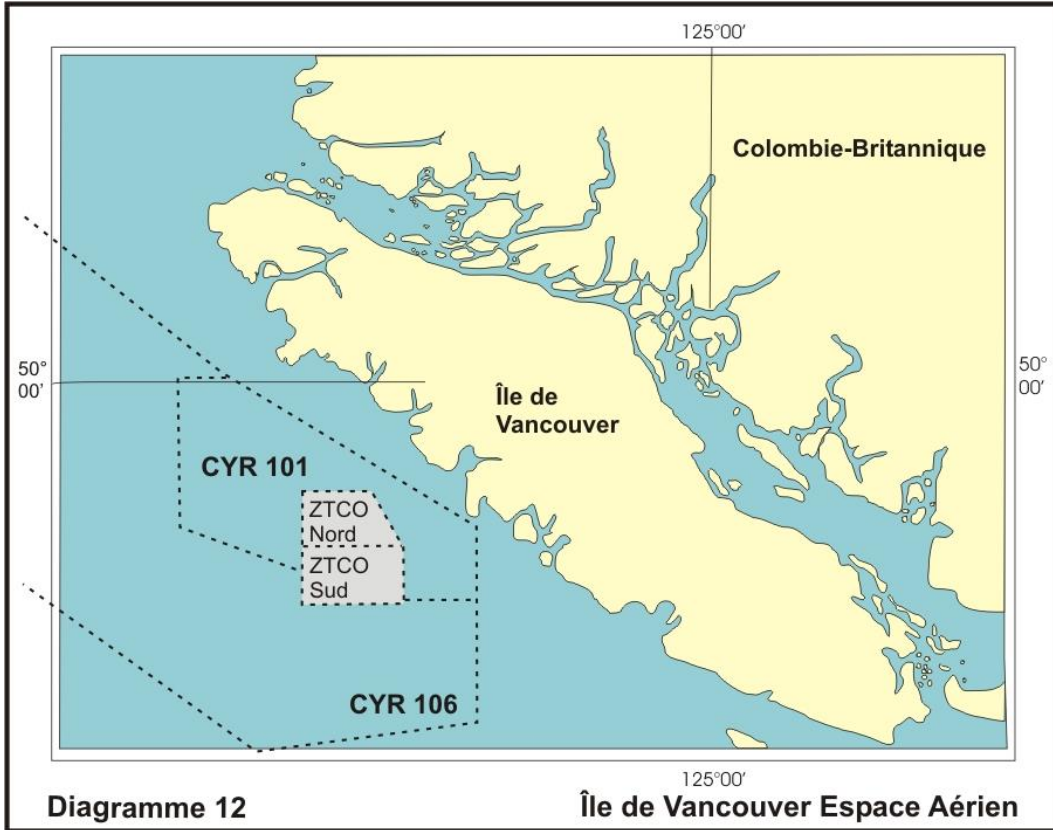 125°00'
Colombie-Britannique
50°
00'
50°
00'
Île de
Vancouver
CYR 101
ZTCO
Nord
ZTCO
Sud
CYR 106
125°00'
Diagramme 12
Île de Vancouver Espace Aérien